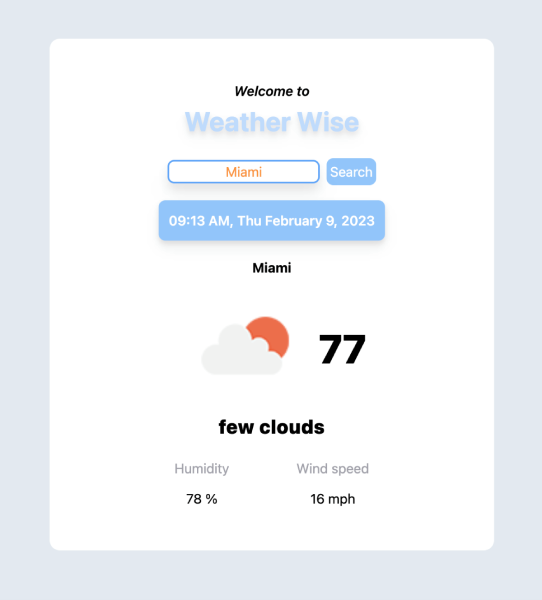 Welcome to
Weather Wise
Miami Search
09:13 AM, Thu February 9, 2023
Miami
77
few clouds
Humidity Wind speed
78 % 16 mph